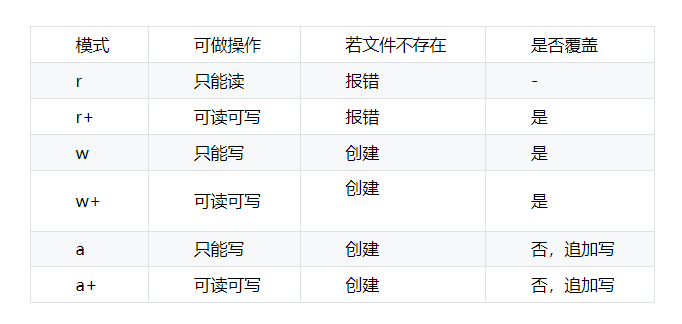 模式 可做操作 若文件不存在 是否覆盖
r 只能读 报错 -
r+ 可读可写 报错 是
w 只能写 创建 是
w+ 可读可写 创建 是
a 只能写 创建 否，追加写
a+ 可读可写 创建 否，追加写